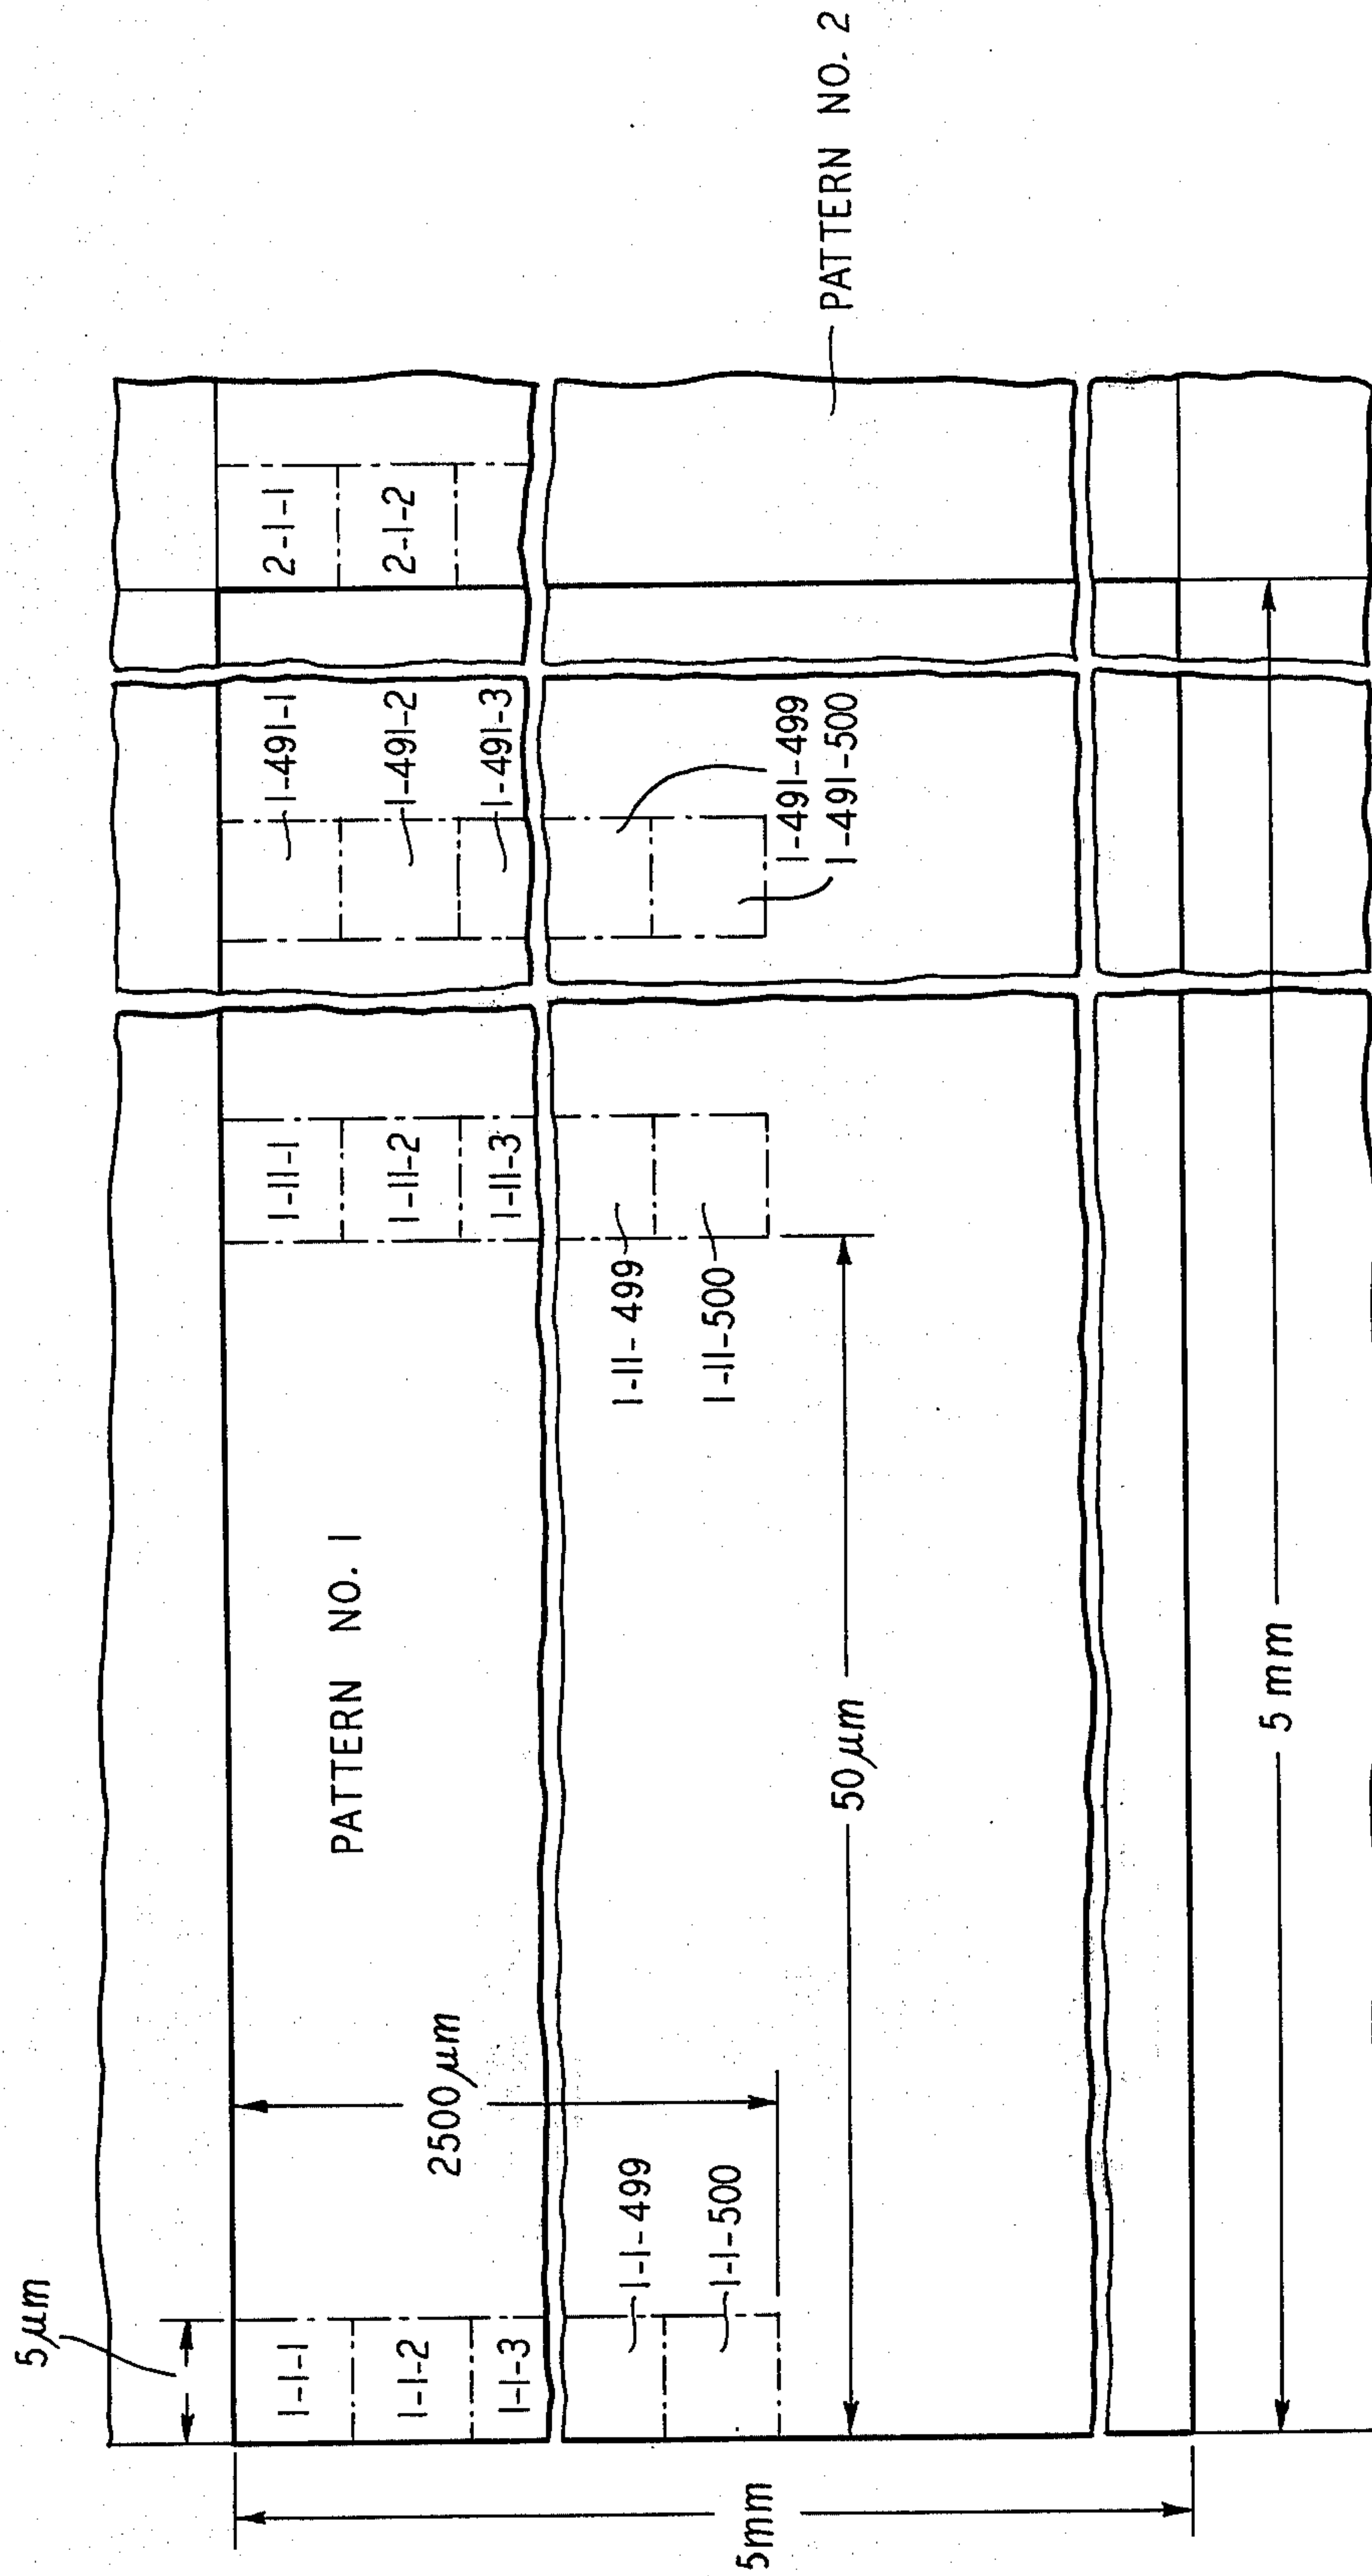 5μm
5mm
1-1-1
1-1-2
1-1-3
1-1-499
1-1-500
2500μm
PATTERN NO. 1
50μm
5mm
1-11-1
1-11-2
1-11-3
1-11-499
1-11-500
1-491-1
1-491-2
1-491-3
1-491-499
1-491-500
2-1-1
2-1-2
PATTERN NO. 2